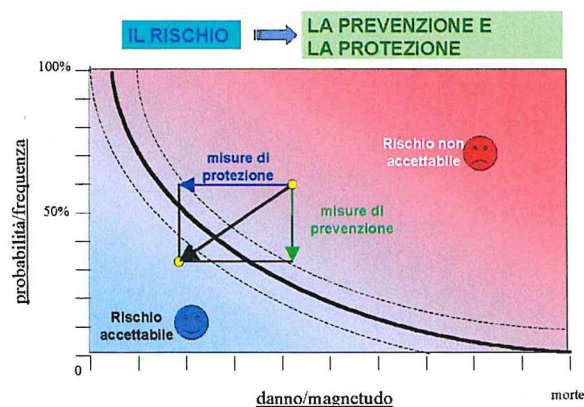 IL RISCHIO
LA PREVENZIONE E
LA PROTEZIONE
100%
Rischio non
accettabile
misure di
protezione
misure di
prevenzione
50%
probabilità/frequenza
Rischio
accettabile
0
danno/magnetudo
morte